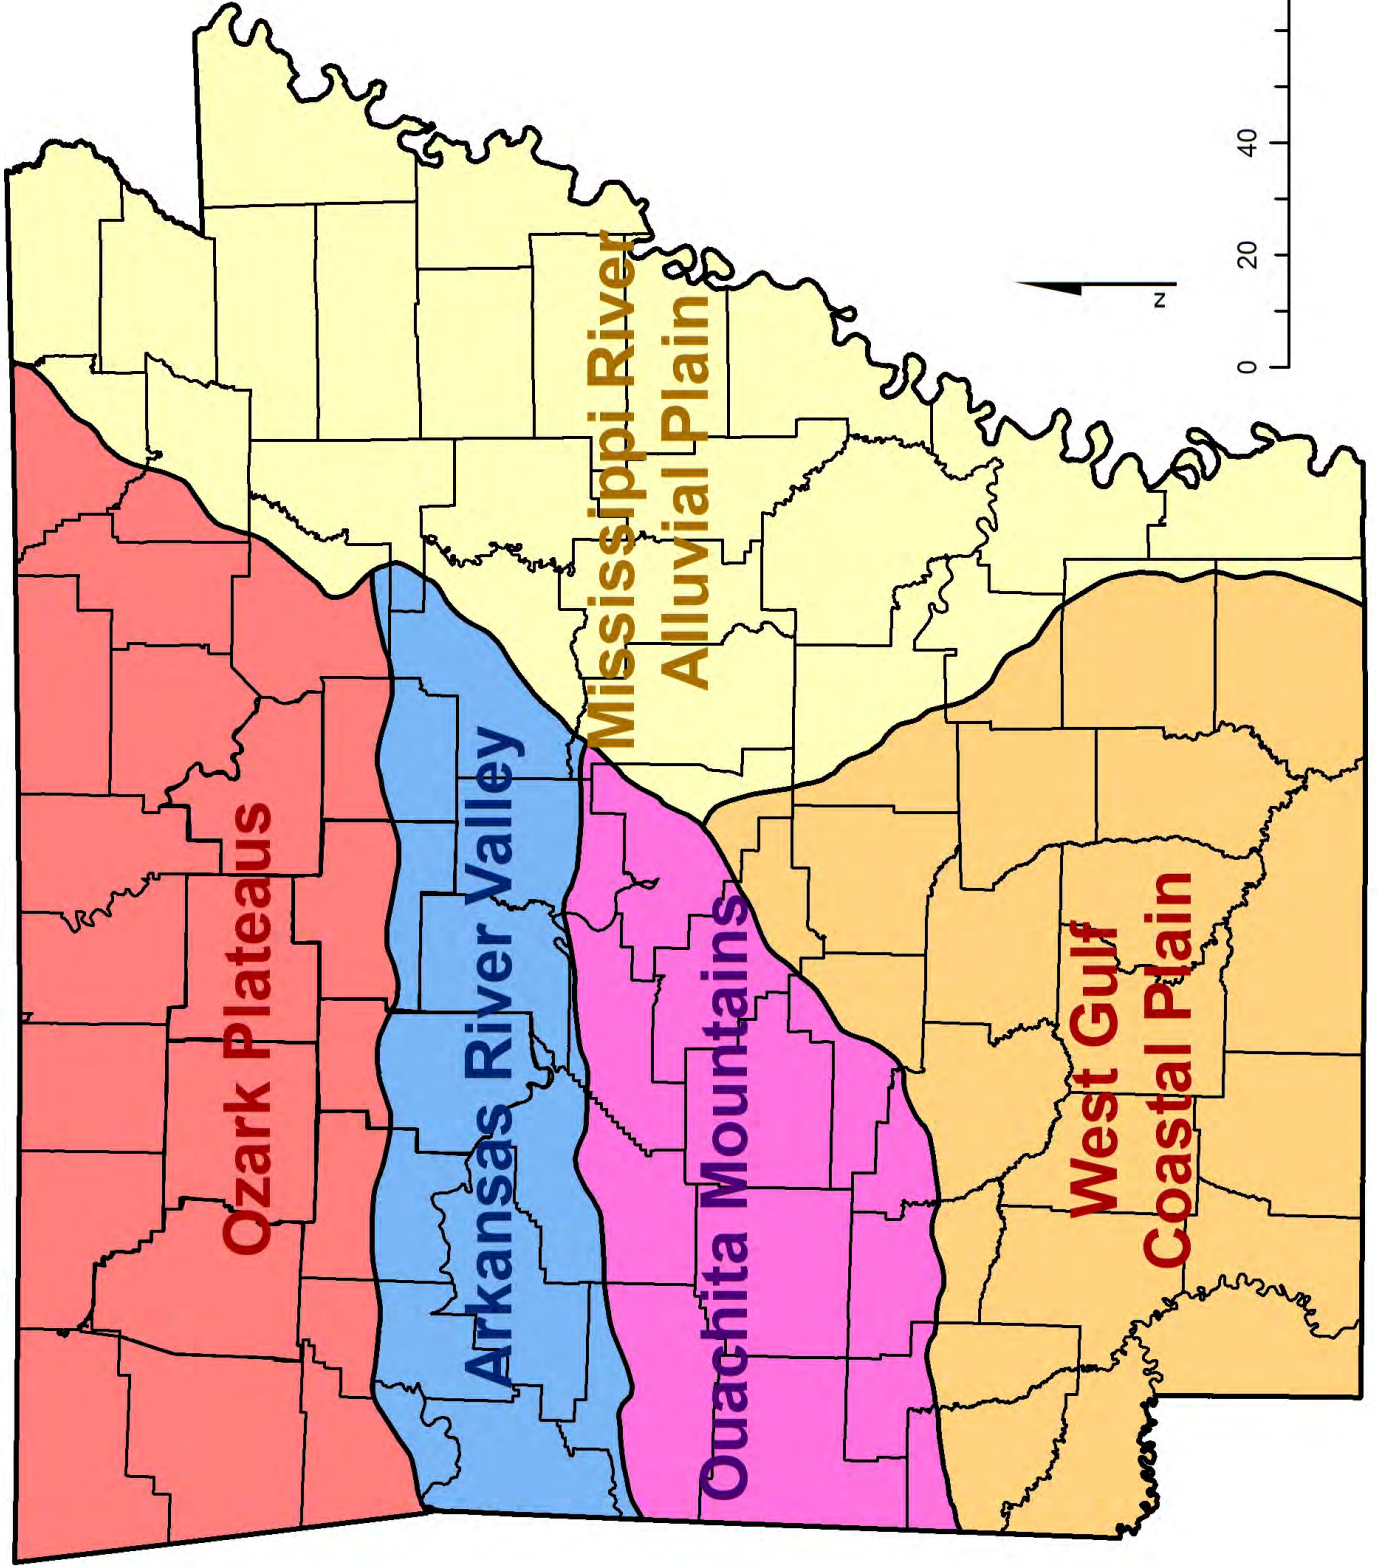 Ozark Plateaus
Arkansas River Valley
Mississippi River
Alluvial Plain
Ouachita Mountains
West Gulf
Coastal Plain
N
0 20 40